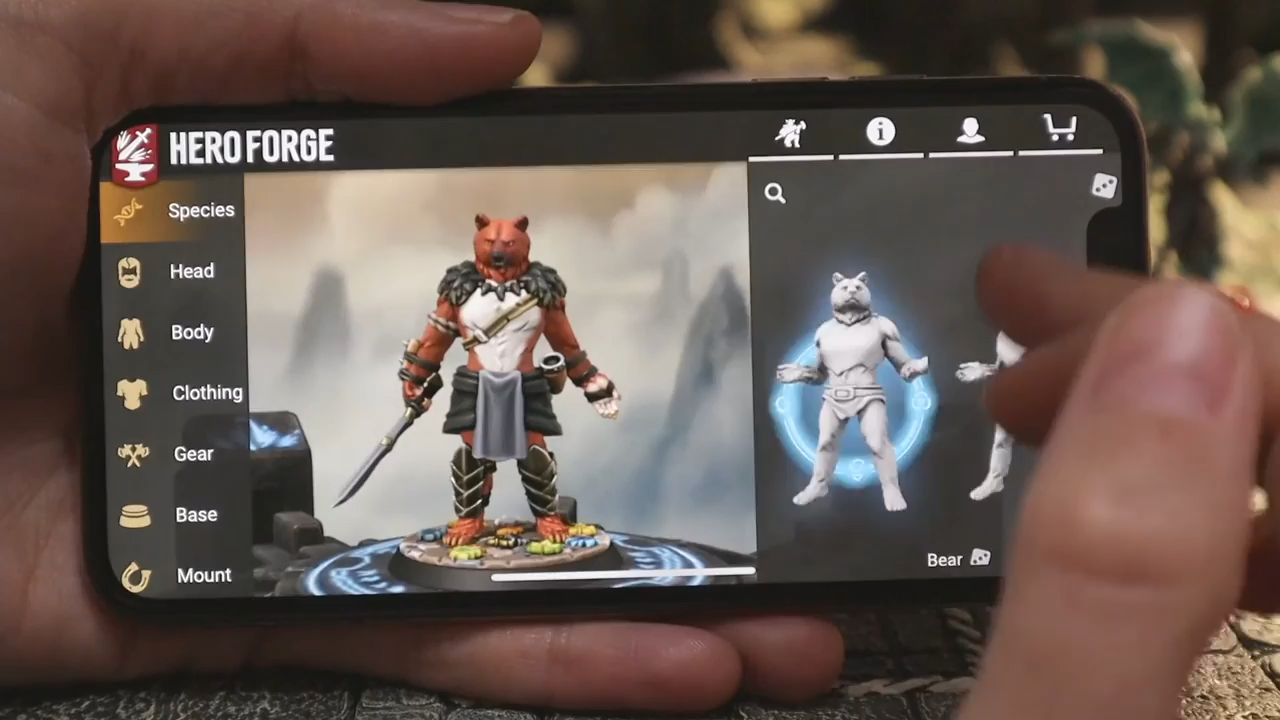 HERO FORGE
Species
Head
Body
Clothing
Gear
Base
Mount
Bear